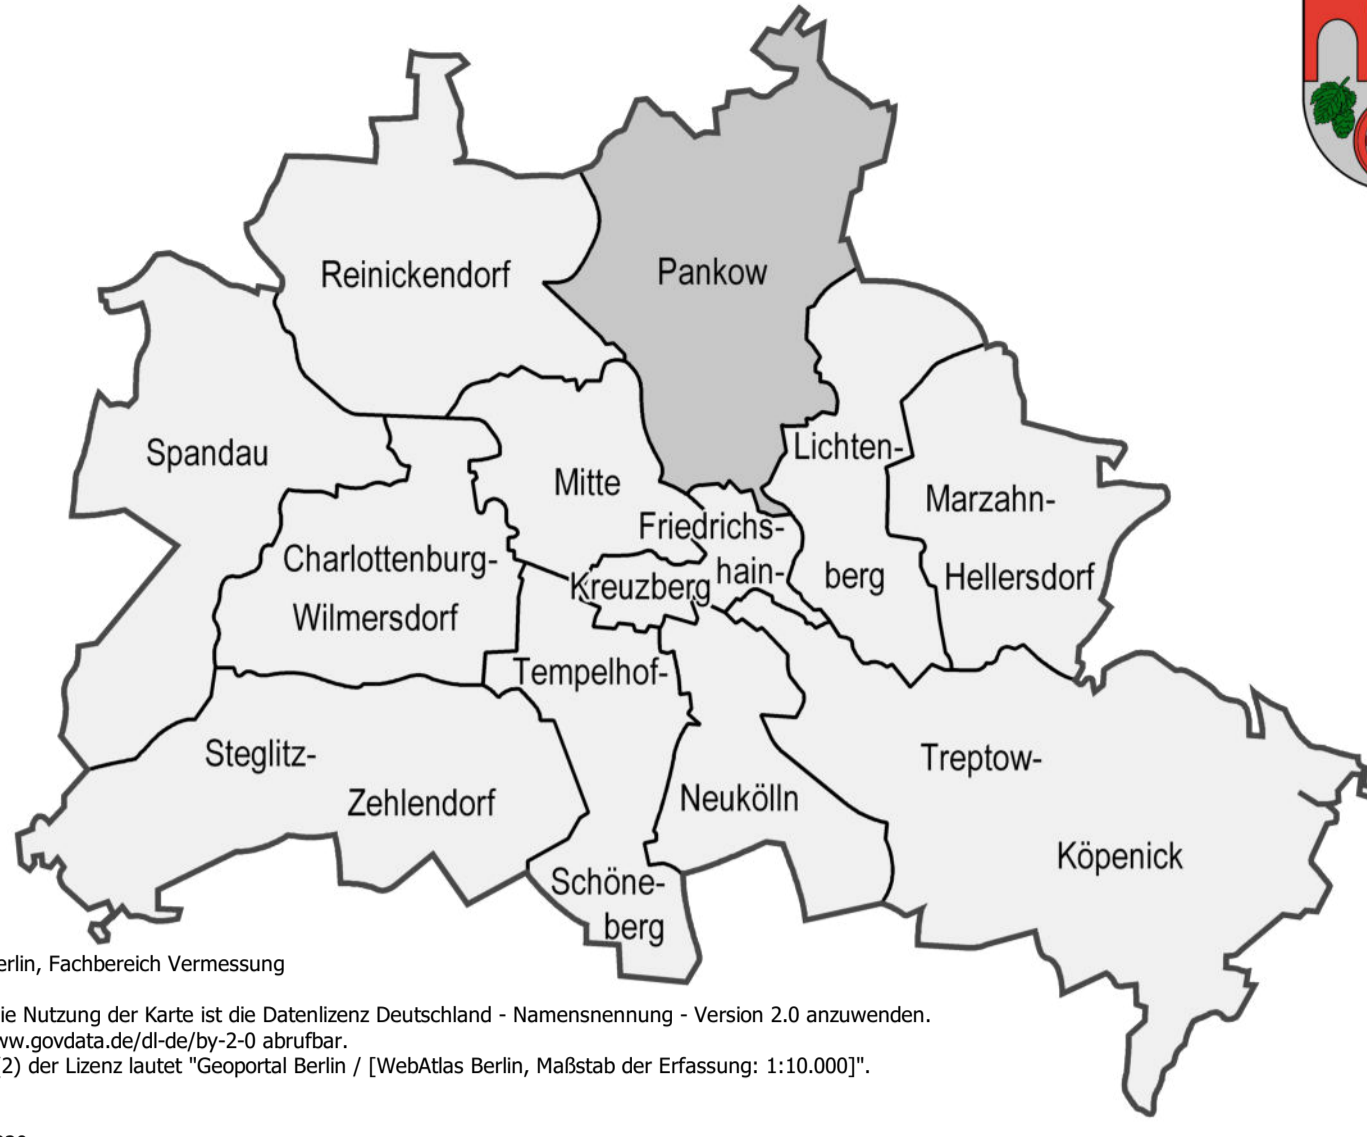 Reinickendorf
Pankow
Spandau
Lichten-
Mitte
Marzahn-
Friedrichs-
Charlottenburg-
hain-
berg
Hellersdorf
Kreuzberg
Wilmersdorf
Tempelhof-
Steglitz-
Treptow-
Zehlendorf
Neukölln
Köpenick
Schöne-
berg
erlin, Fachbereich Vermessung
ie Nutzung der Karte ist die Datenlizenz Deutschland - Namensnennung - Version 2.0 anzuwenden.
ww.govdata.de/dl-de/by-2-0 abrufbar.
(2) der Lizenz lautet "Geoportal Berlin / [WebAtlas Berlin, Maßstab der Erfassung: 1:10.000]".